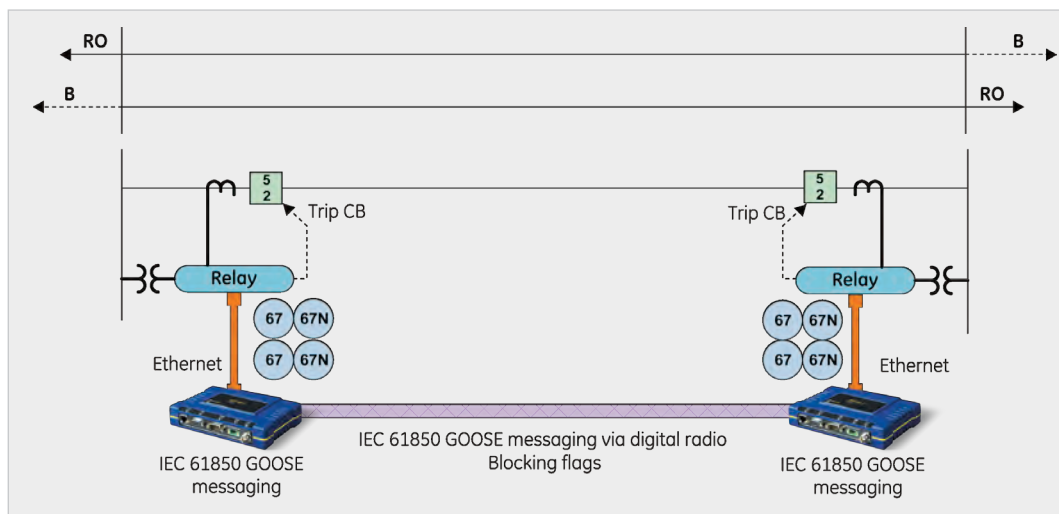 RO
B
B
RO
5
2
Trip CB
5
2
Trip CB
Relay
Relay
67 67N
67 67N
67 67N
67 67N
Ethernet
Ethernet
IEC 61850 GOOSE messaging via digital radio
Blocking flags
IEC 61850 GOOSE
messaging
IEC 61850 GOOSE
messaging